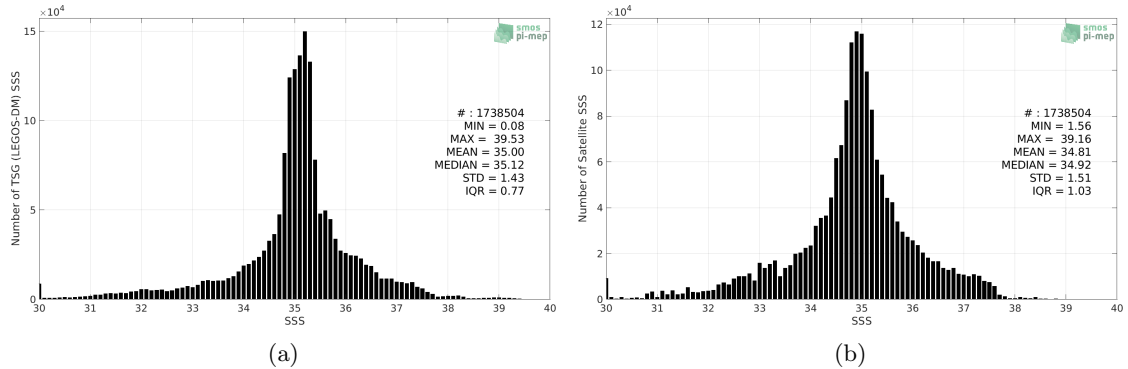 ×10⁴
15
10
5
0
Number of TSG (LEGOS-DM) SSS
smos
pi-mep
# : 1738504
MIN = 0.08
MAX = 39.53
MEAN = 35.00
MEDIAN = 35.12
STD = 1.43
IQR = 0.77
30 31 32 33 34 35 36 37 38 39 40
SSS
(a)
×10⁴
12
10
8
6
4
2
0
Number of Satellite SSS
smos
pi-mep
# : 1738504
MIN = 1.56
MAX = 39.16
MEAN = 34.81
MEDIAN = 34.92
STD = 1.51
IQR = 1.03
30 31 32 33 34 35 36 37 38 39 40
SSS
(b)